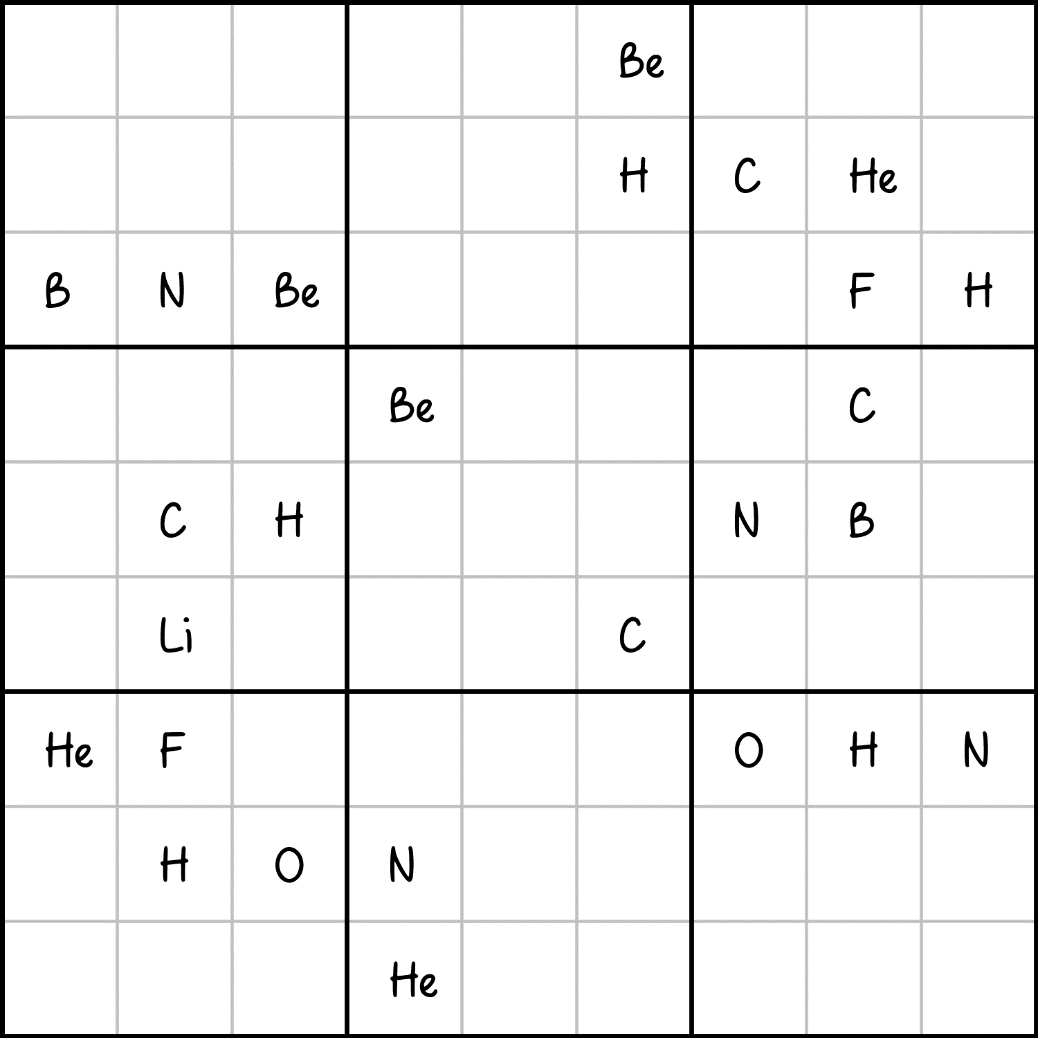 Be
H C He
B N Be F H
Be C
C H N B
Li C
He F O H N
H O N
He